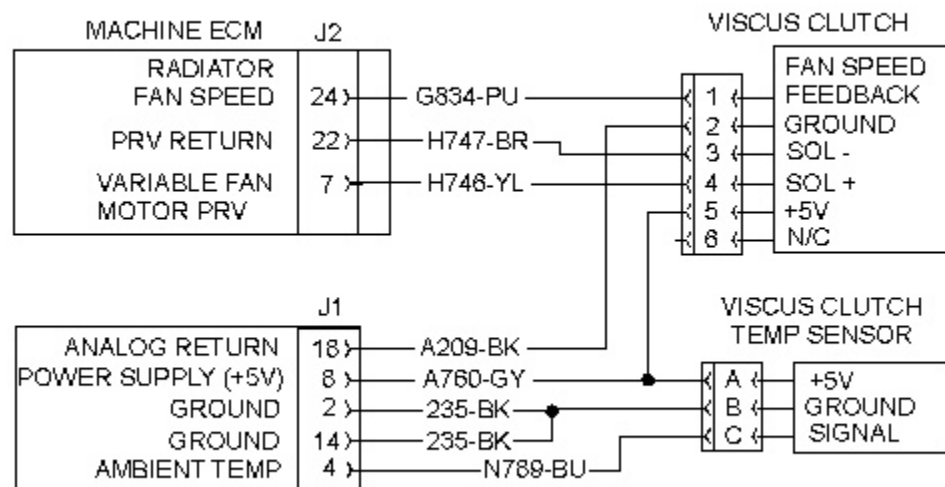 MACHINE ECM J2
RADIATOR
FAN SPEED 24 G834-PU
PRV RETURN 22 H747-BR
VARIABLE FAN 7 H746-YL
MOTOR PRV
VISCUS CLUTCH
FAN SPEED
1 FEEDBACK
2 GROUND
3 SOL -
4 SOL +
5 +5V
6 N/C
J1
ANALOG RETURN 18 A209-BK
POWER SUPPLY (+5V) 8 A760-GY
GROUND 2 235-BK
GROUND 14 235-BK
AMBIENT TEMP 4 N789-BU
VISCUS CLUTCH
TEMP SENSOR
A +5V
B GROUND
C SIGNAL